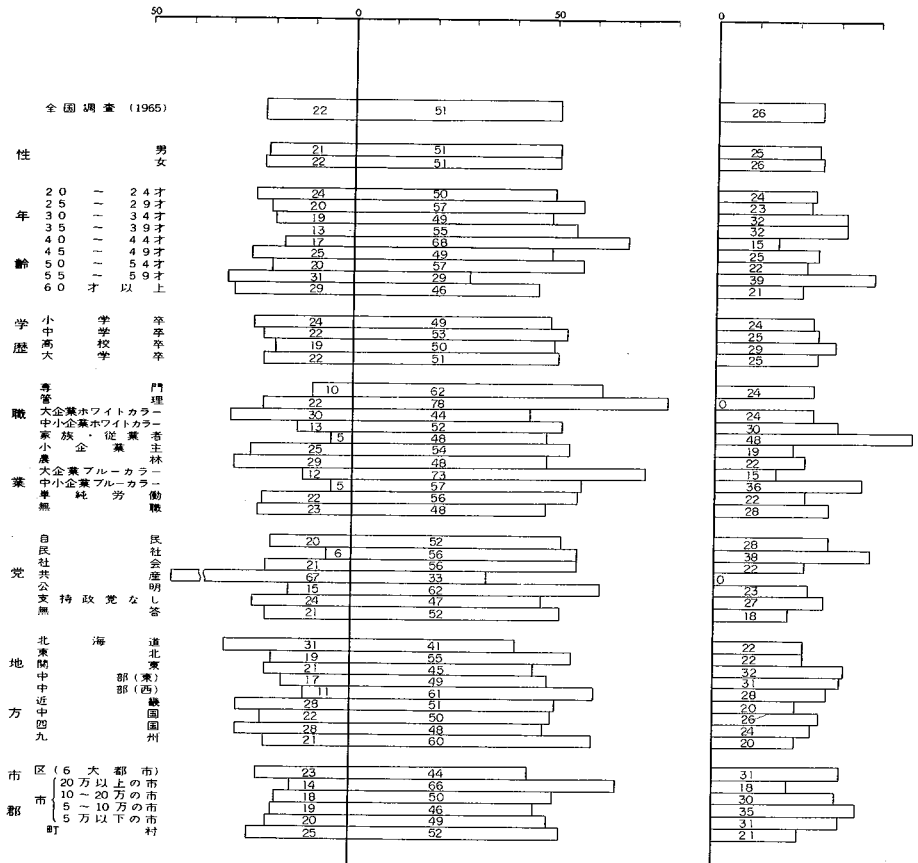 50 0 50 0
全国調査 (1965) 22 51 26
性 男 21 51 25
女 22 51 26
20 ～ 24才 24 50 24
25 ～ 29才 20 57 23
年 30 ～ 34才 19 49 32
35 ～ 39才 13 55 32
40 ～ 44才 17 68 15
45 ～ 49才 25 49 25
齢 50 ～ 54才 20 57 22
55 ～ 59才 31 29 39
60才以上 29 46 21
学 小学卒 24 49 24
中学卒 22 53 25
歴 高校卒 19 50 29
大学卒 22 51 25
専門 10 62 24
管理 22 78 0
職 大企業ホワイトカラー 30 44 24
中小企業ホワイトカラー 13 52 30
家族・従業者 5 48 48
小企業主 25 54 19
農林 29 48 22
大企業ブルーカラー 12 73 15
業 中小企業ブルーカラー 5 57 36
単純労働 22 56 22
無職 23 48 28
自民 20 52 28
民社 6 56 38
党 社会 21 56 22
共産 67 33 0
公明 15 62 23
支持政党なし 24 47 27
無答 21 52 18
北海道 31 41 22
東北 19 55 22
地 関東 21 45 32
中部(東) 17 49 31
中部(西) 11 61 28
近畿 28 51 20
方 中国 22 50 26
四国 28 48 24
九州 21 60 20
市 区(6大都市) 23 44 31
20万以上の市 14 66 18
市 10～20万の市 18 50 30
郡 5～10万の市 19 46 35
5万以下の市 20 49 31
町村 25 52 21